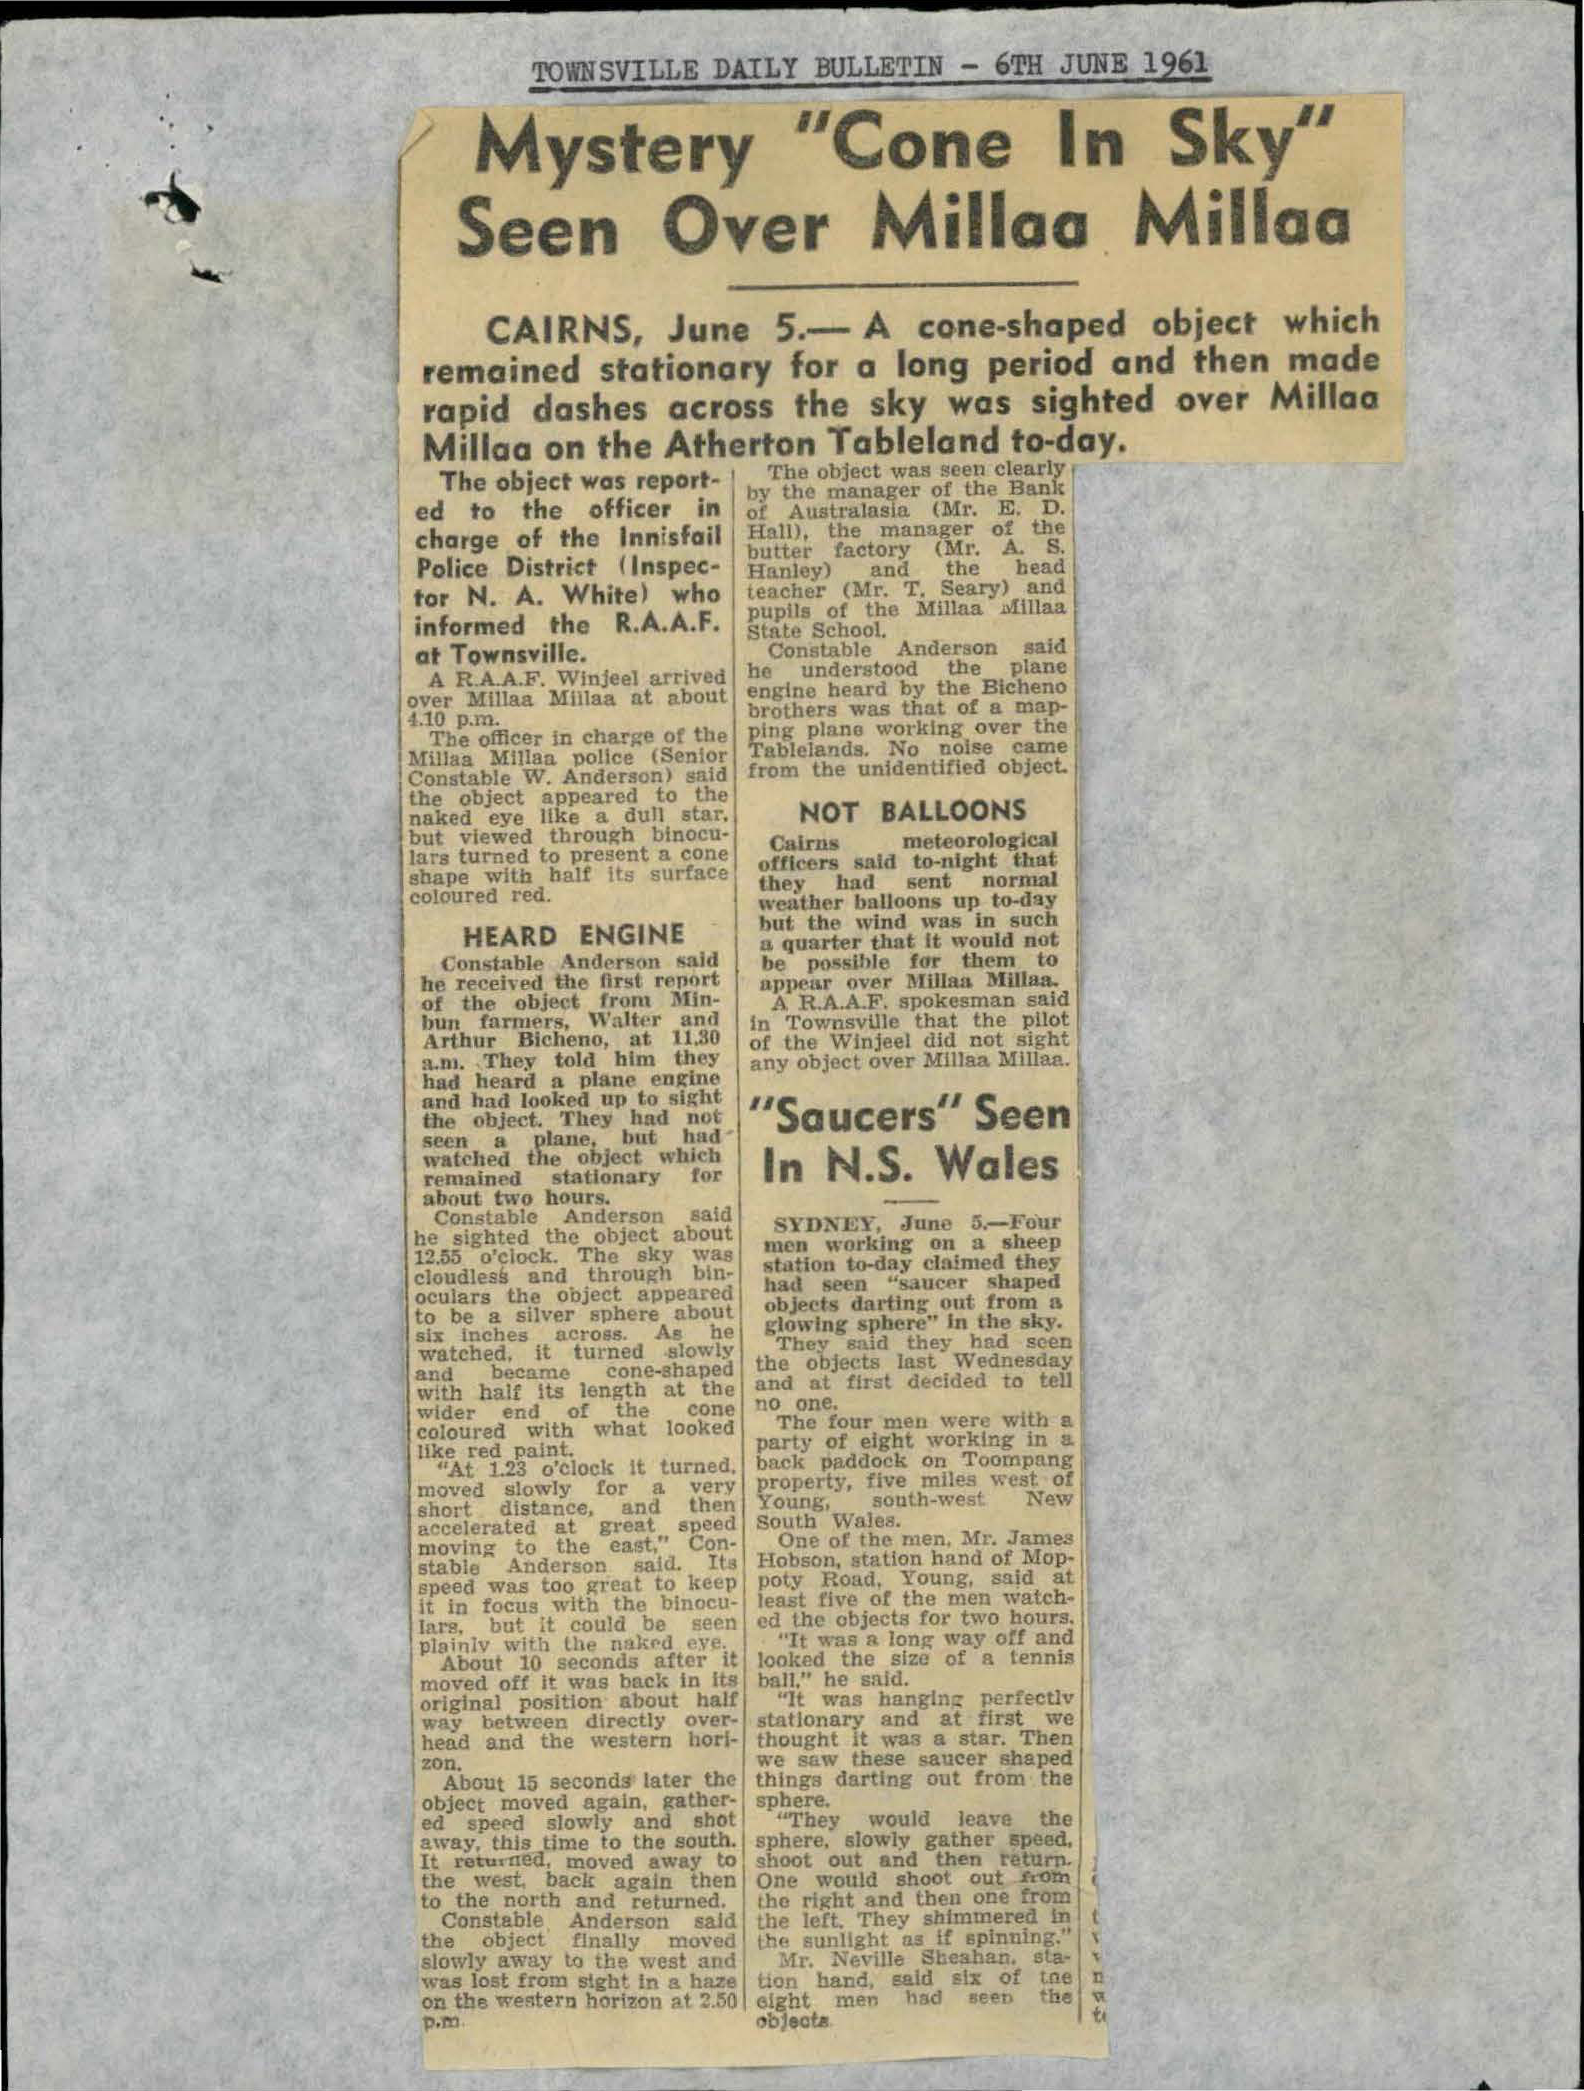 TOWNSVILLE DAILY BULLETIN - 6TH JUNE 1961
Mystery "Cone In Sky"
Seen Over Millaa Millaa
CAIRNS, June 5.— A cone-shaped object which
remained stationary for a long period and then made
rapid dashes across the sky was sighted over Millaa
Millaa on the Atherton Tableland to-day.
The object was report-
ed to the officer in
charge of the Innisfail
Police District (Inspec-
tor N. A. White) who
informed the R.A.A.F.
at Townsville.
A R.A.A.F. Winjeel arrived
over Millaa Millaa at about
4.10 p.m.
The officer in charge of the
Millaa Millaa police (Senior
Constable W. Anderson) said
the object appeared to the
naked eye like a dull star,
but viewed through binocu-
lars turned to present a cone
shape with half its surface
coloured red.
HEARD ENGINE
Constable Anderson said
he received the first report
of the object from Min-
bun farmers, Walter and
Arthur Bicheno, at 11.30
a.m. They told him they
had heard a plane engine
and had looked up to sight
the object. They had not
seen a plane, but had
watched the object which
remained stationary for
about two hours.
Constable Anderson said
he sighted the object about
12.55 o'clock. The sky was
cloudless and through bin-
oculars the object appeared
to be a silver sphere about
six inches across. As he
watched, it turned slowly
and became cone-shaped
with half its length at the
wider end of the cone
coloured with what looked
like red paint.
"At 1.23 o'clock it turned,
moved slowly for a very
short distance, and then
accelerated at great speed
moving to the east," Con-
stable Anderson said. Its
speed was too great to keep
it in focus with the binocu-
lars, but it could be seen
plainly with the naked eye.
About 10 seconds after it
moved off it was back in its
original position about half
way between directly over-
head and the western hori-
zon.
About 15 seconds later the
object moved again, gather-
ed speed slowly and shot
away, this time to the south.
It returned, moved away to
the west, back again then
to the north and returned.
Constable Anderson said
the object finally moved
slowly away to the west and
was lost from sight in a haze
on the western horizon at 2.50
p.m.
The object was seen clearly
by the manager of the Bank
of Australasia (Mr. E. D.
Hall), the manager of the
butter factory (Mr. A. S.
Hanley) and the head
teacher (Mr. T. Seary) and
pupils of the Millaa Millaa
State School.
Constable Anderson said
he understood the plane
engine heard by the Bicheno
brothers was that of a map-
ping plane working over the
Tablelands. No noise came
from the unidentified object.
NOT BALLOONS
Cairns meteorological
officers said to-night that
they had sent normal
weather balloons up to-day
but the wind was in such
a quarter that it would not
be possible for them to
appear over Millaa Millaa.
A R.A.A.F. spokesman said
in Townsville that the pilot
of the Winjeel did not sight
any object over Millaa Millaa.
"Saucers" Seen
In N.S. Wales
SYDNEY, June 5.—Four
men working on a sheep
station to-day claimed they
had seen "saucer shaped
objects darting out from a
glowing sphere" in the sky.
They said they had seen
the objects last Wednesday
and at first decided to tell
no one.
The four men were with a
party of eight working in a
back paddock on Toompang
property, five miles west of
Young, south-west New
South Wales.
One of the men, Mr. James
Hobson, station hand of Mop-
poty Road, Young, said at
least five of the men watch-
ed the objects for two hours.
"It was a long way off and
looked the size of a tennis
ball," he said.
"It was hanging perfectly
stationary and at first we
thought it was a star. Then
we saw these saucer shaped
things darting out from the
sphere.
"They would leave the
sphere, slowly gather speed,
shoot out and then return.
One would shoot out from
the right and then one from
the left. They shimmered in
the sunlight as if spinning."
Mr. Neville Sheahan, sta-
tion hand, said six of the
eight men had seen the
objects.